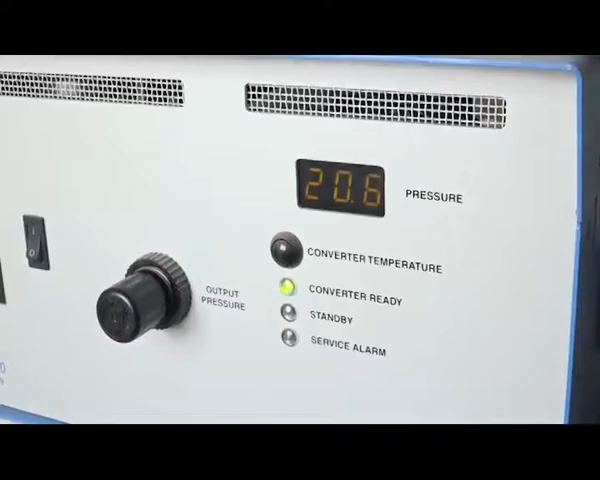 20.6
PRESSURE
CONVERTER TEMPERATURE
OUTPUT
PRESSURE
CONVERTER READY
STANDBY
SERVICE ALARM